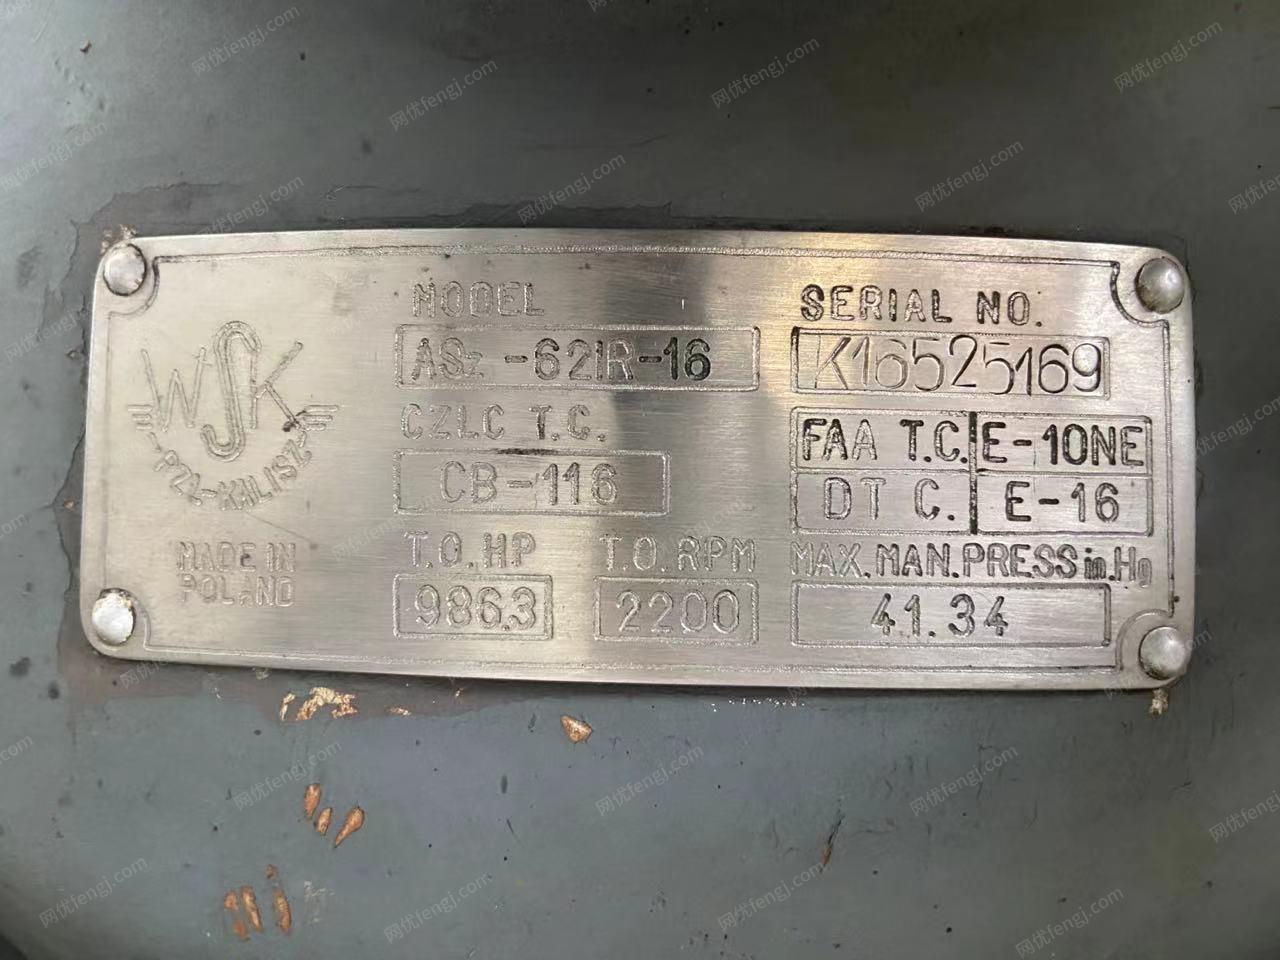 WSK
PZL-KALISZ
MADE IN
POLAND
MODEL
ASz-62IR-16
CZLC T.C.
CB-116
T.O.HP
986.3
T.O.RPM
2200
SERIAL NO.
K16525169
FAA T.C. E-10NE
DT C. E-16
MAX.MAN.PRESS in.Hg
41.34
网优fengj.com